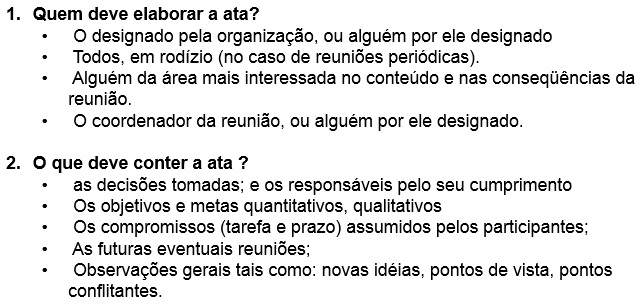 1. Quem deve elaborar a ata?
• O designado pela organização, ou alguém por ele designado
• Todos, em rodízio (no caso de reuniões periódicas).
• Alguém da área mais interessada no conteúdo e nas conseqüências da
reunião.
• O coordenador da reunião, ou alguém por ele designado.
2. O que deve conter a ata ?
• as decisões tomadas; e os responsáveis pelo seu cumprimento
• Os objetivos e metas quantitativos, qualitativos
• Os compromissos (tarefa e prazo) assumidos pelos participantes;
• As futuras eventuais reuniões;
• Observações gerais tais como: novas idéias, pontos de vista, pontos
conflitantes.